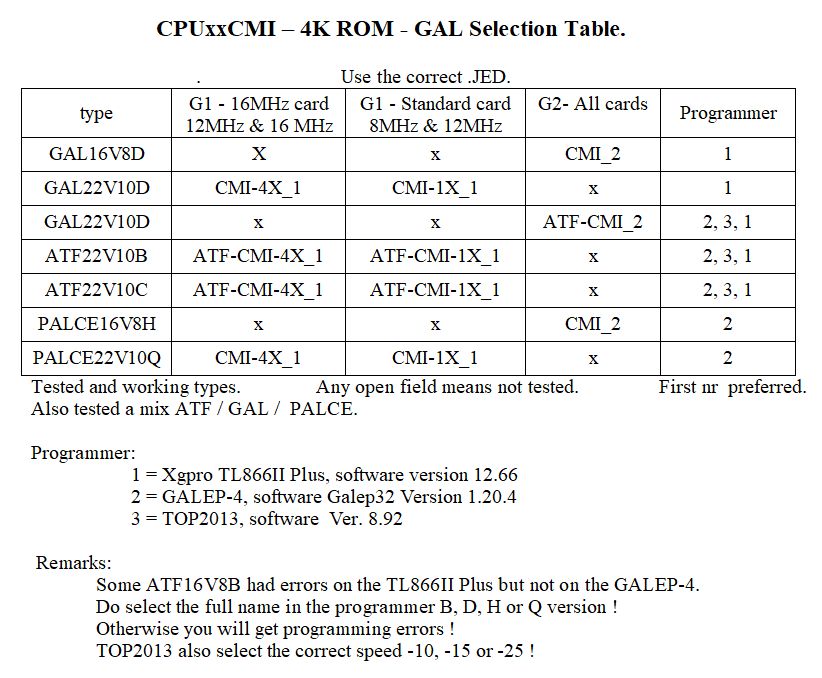 CPUxxCMI – 4K ROM - GAL Selection Table.
. Use the correct .JED.
type G1 - 16MHz card 12MHz & 16 MHz G1 - Standard card 8MHz & 12MHz G2- All cards Programmer
GAL16V8D X x CMI_2 1
GAL22V10D CMI-4X_1 CMI-1X_1 x 1
GAL22V10D x x ATF-CMI_2 2, 3, 1
ATF22V10B ATF-CMI-4X_1 ATF-CMI-1X_1 x 2, 3, 1
ATF22V10C ATF-CMI-4X_1 ATF-CMI-1X_1 x 2, 3, 1
PALCE16V8H x x CMI_2 2
PALCE22V10Q CMI-4X_1 CMI-1X_1 x 2
Tested and working types. Any open field means not tested. First nr preferred.
Also tested a mix ATF / GAL / PALCE.
Programmer:
1 = Xgpro TL866II Plus, software version 12.66
2 = GALEP-4, software Galep32 Version 1.20.4
3 = TOP2013, software Ver. 8.92
Remarks:
Some ATF16V8B had errors on the TL866II Plus but not on the GALEP-4.
Do select the full name in the programmer B, D, H or Q version !
Otherwise you will get programming errors !
TOP2013 also select the correct speed -10, -15 or -25 !